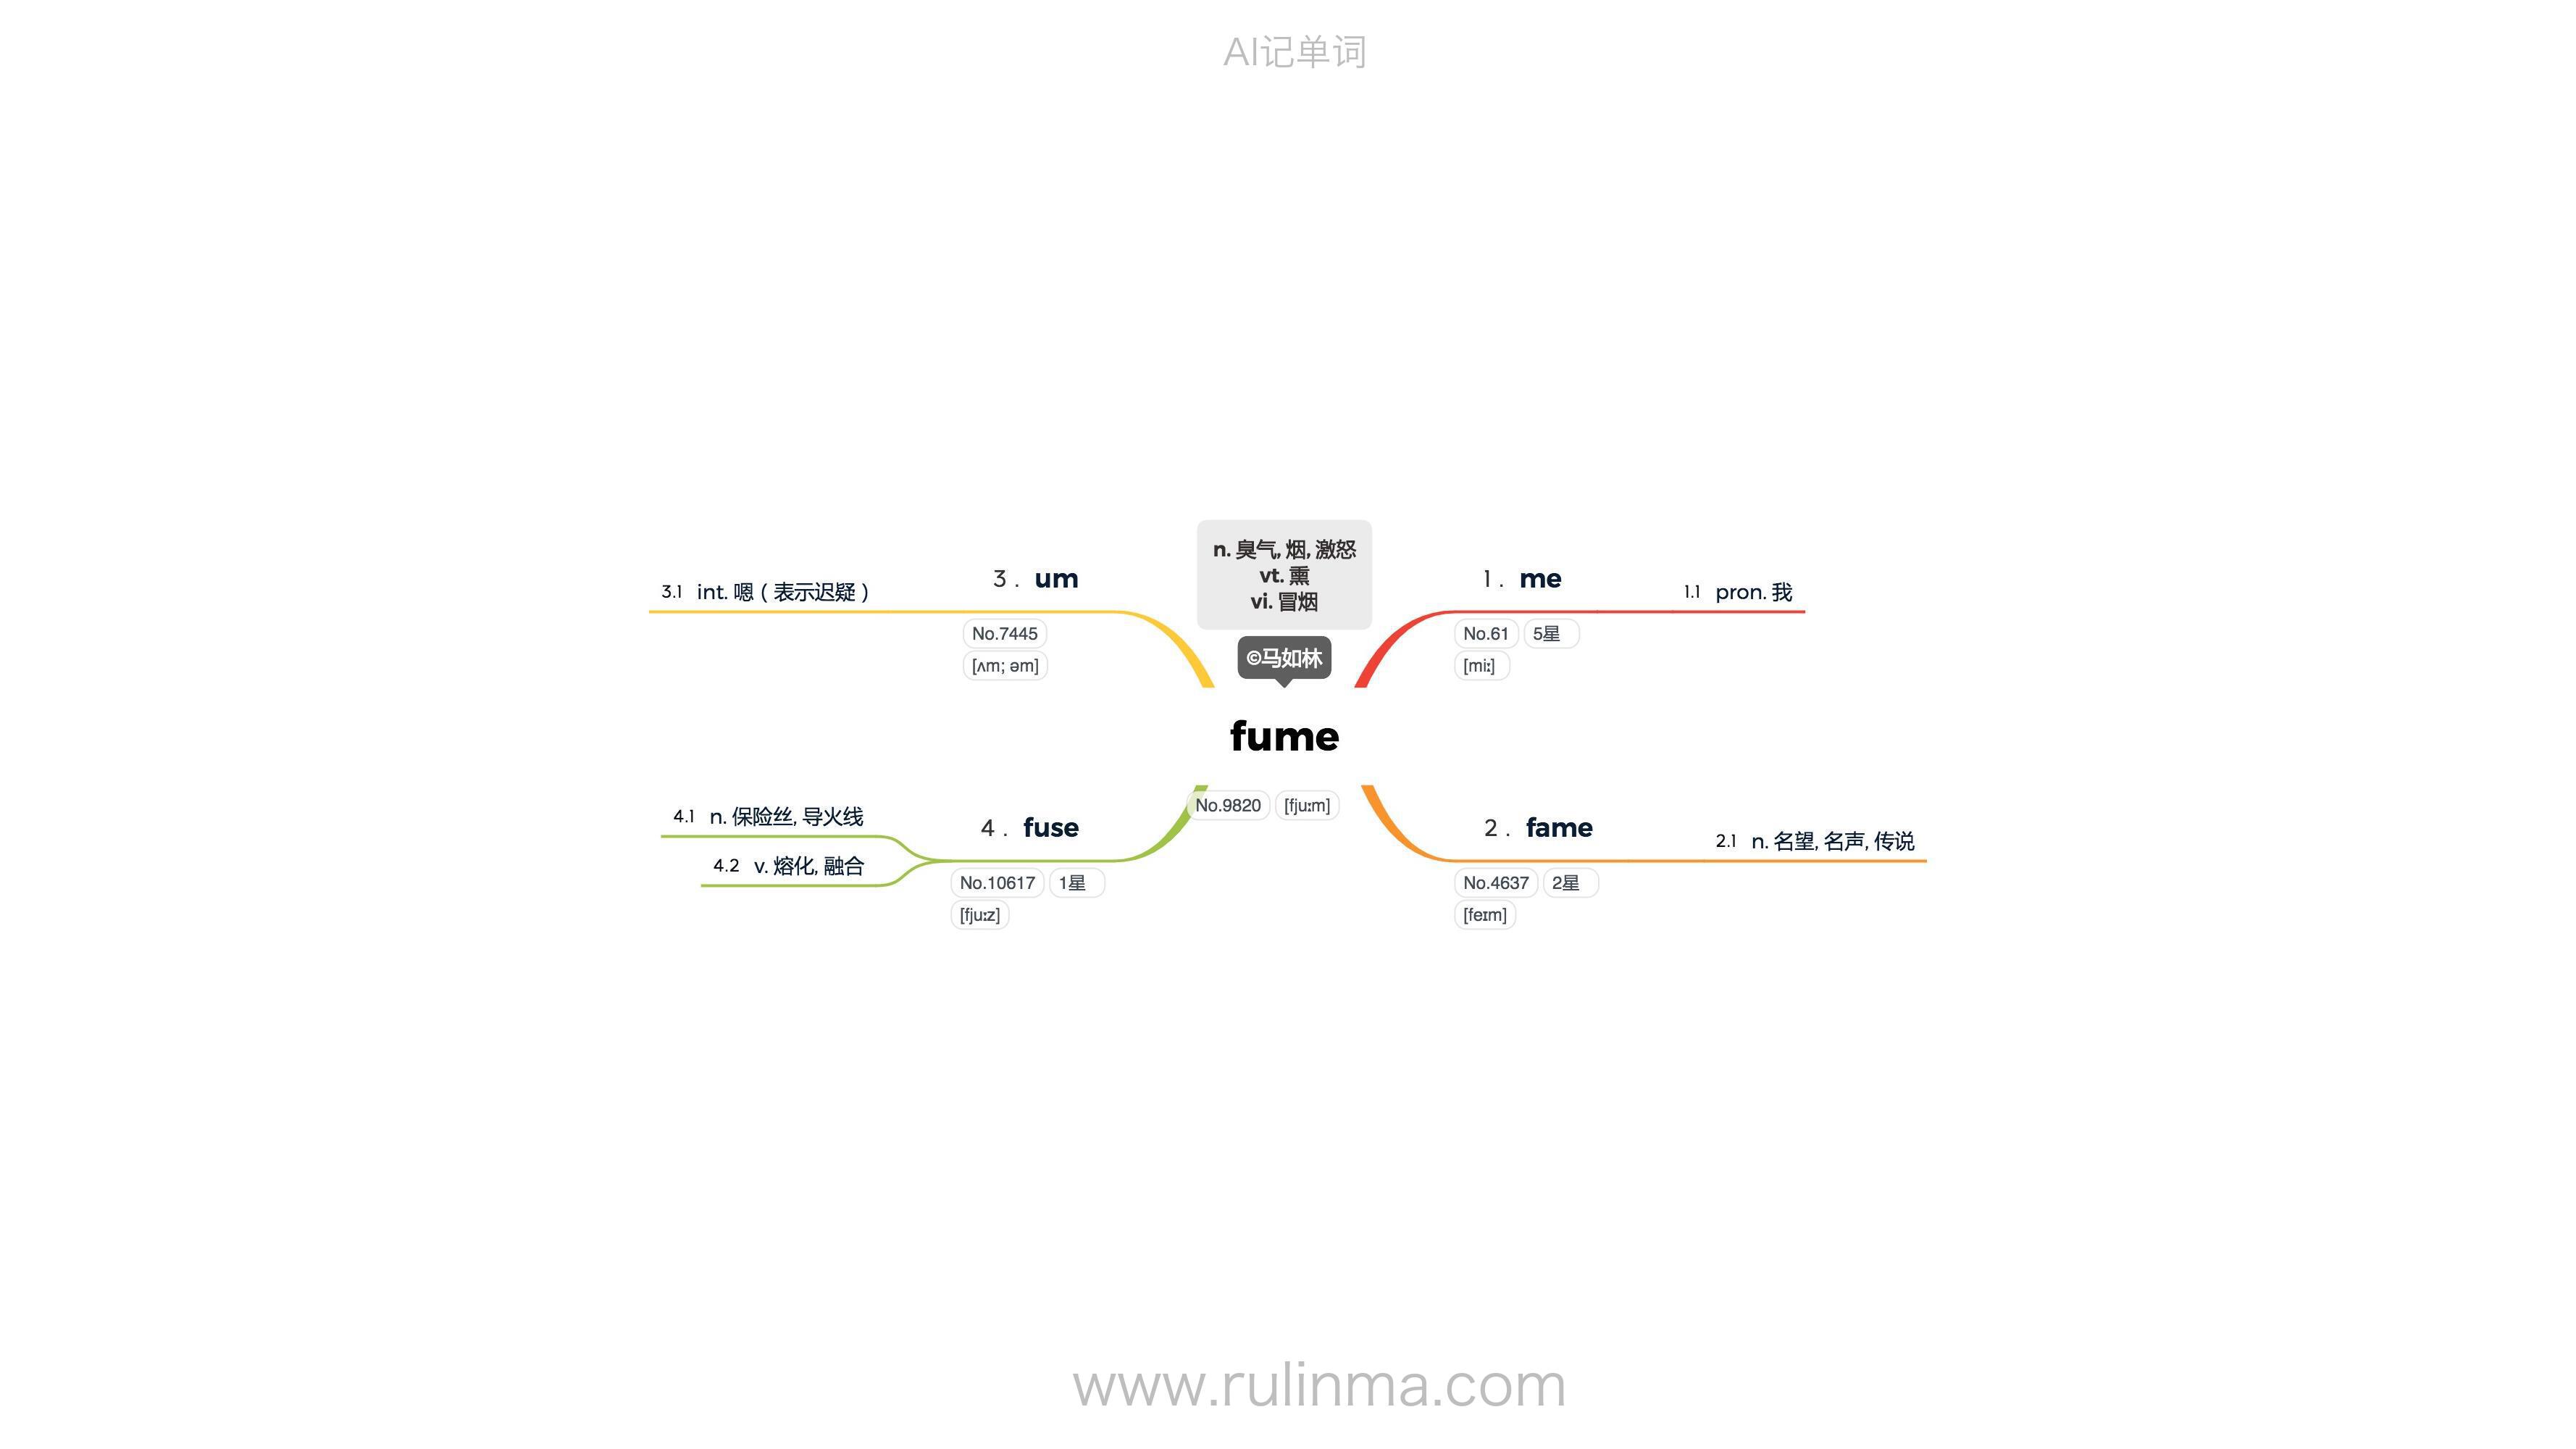 AI记单词
n. 臭气, 烟, 激怒
vt. 熏
vi. 冒烟
©马如林
fume
No.9820 [fjuːm]
1. me
No.61 5星
[miː]
1.1 pron. 我
2. fame
No.4637 2星
[feɪm]
2.1 n. 名望, 名声, 传说
3. um
No.7445
[ʌm; əm]
3.1 int. 嗯（表示迟疑）
4. fuse
No.10617 1星
[fjuːz]
4.1 n. 保险丝, 导火线
4.2 v. 熔化, 融合
www.rulinma.com